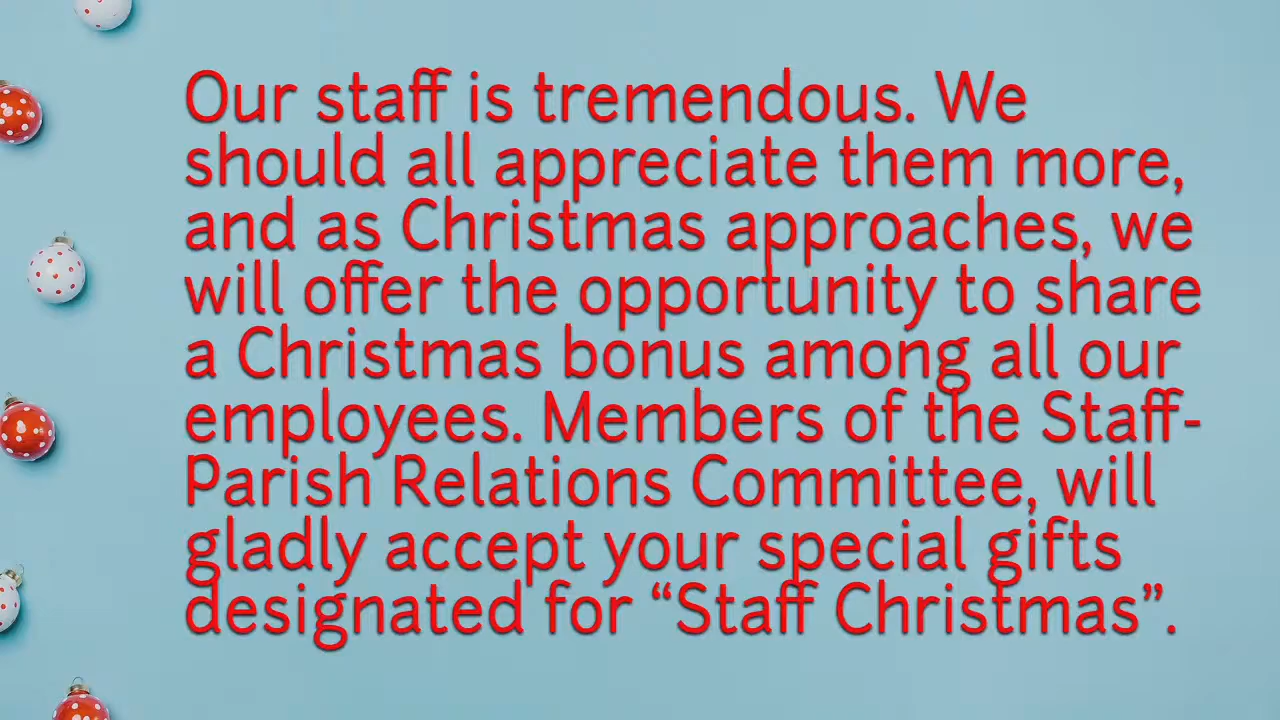 Our staff is tremendous. We
should all appreciate them more,
and as Christmas approaches, we
will offer the opportunity to share
a Christmas bonus among all our
employees. Members of the Staff-
Parish Relations Committee, will
gladly accept your special gifts
designated for “Staff Christmas”.